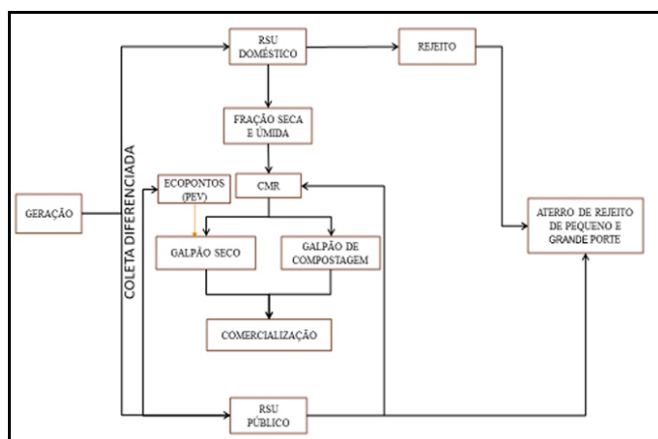 RSU
DOMÉSTICO
REJEITO
FRAÇÃO SECA
E ÚMIDA
ECOPONTOS
(PEV)
CMR
GERAÇÃO
COLETA DIFERENCIADA
ATERRO DE REJEITO
DE PEQUENO E
GRANDE PORTE
GALPÃO SECO
GALPÃO DE
COMPOSTAGEM
COMERCIALIZAÇÃO
RSU
PÚBLICO